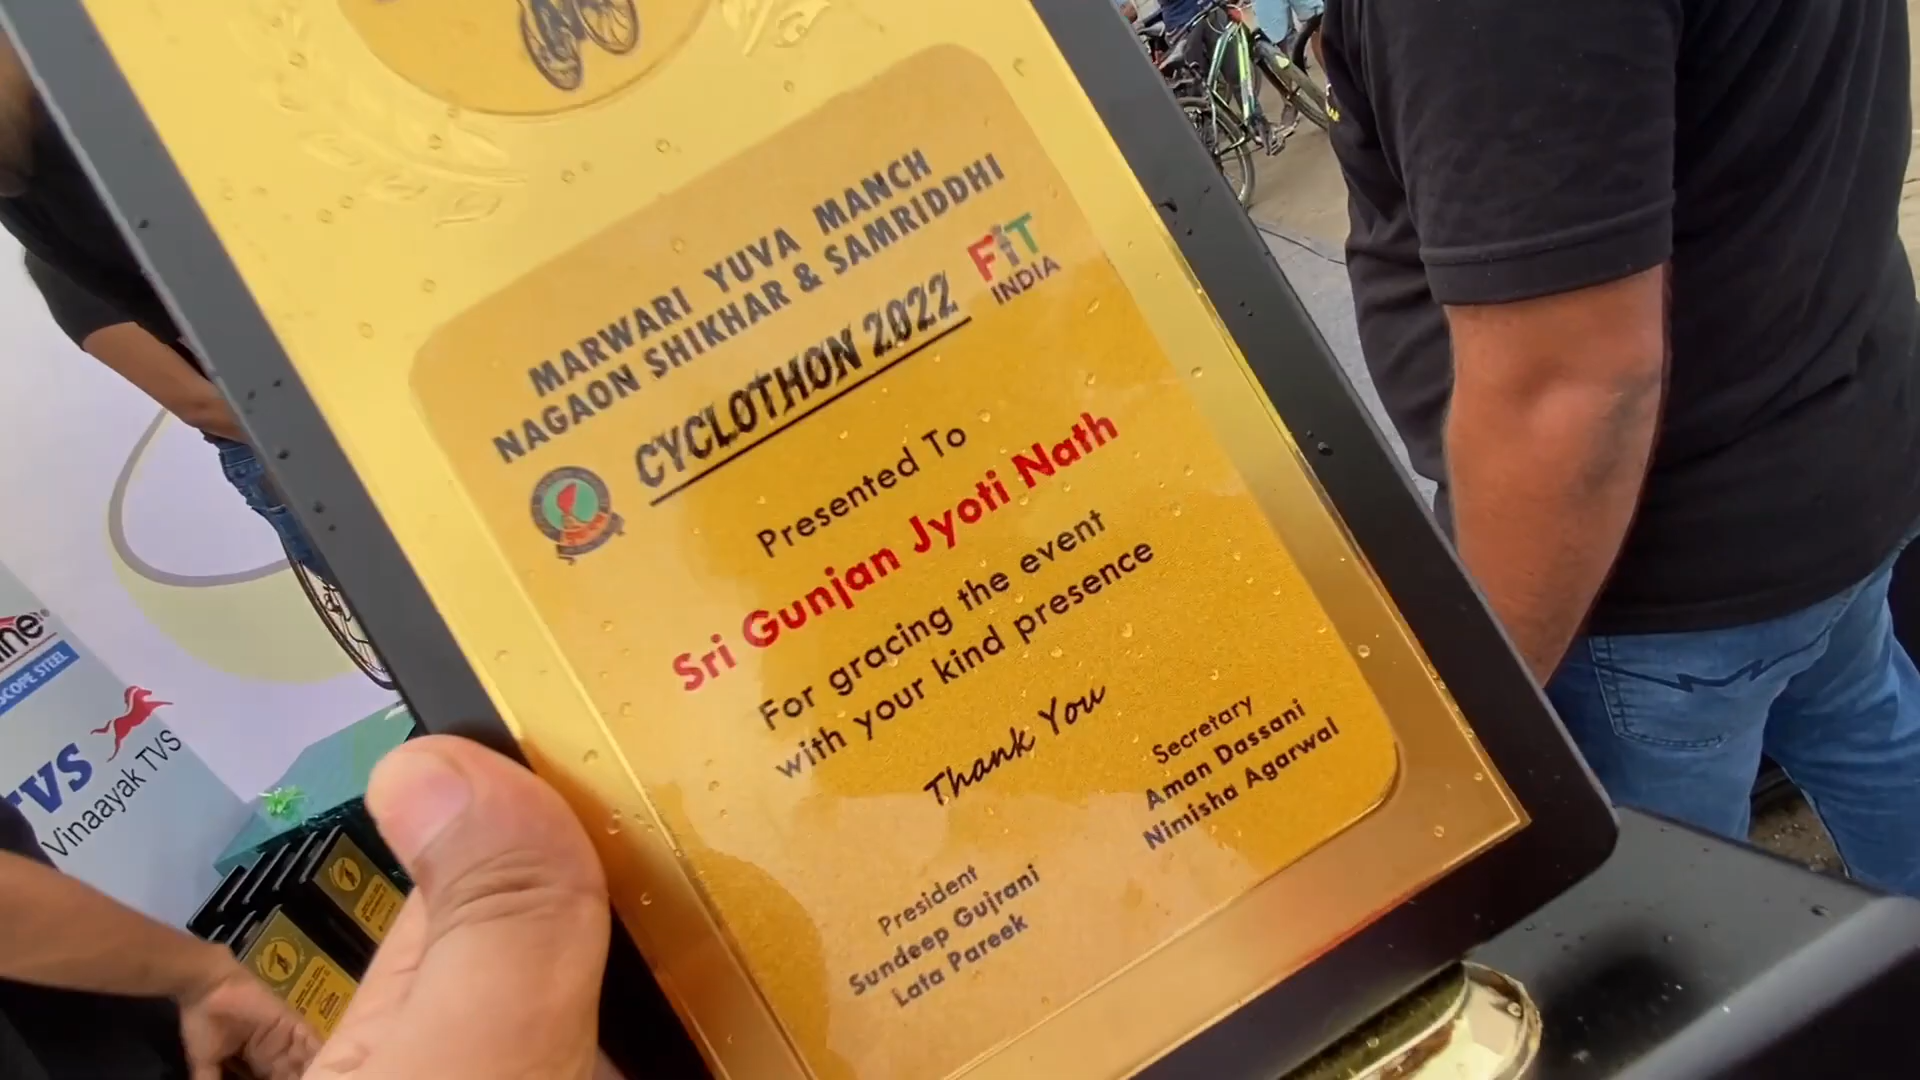 MARWARI YUVA MANCH
NAGAON SHIKHAR & SAMRIDDHI
CYCLOTHON 2022
FIT
INDIA
Presented To
Sri Gunjan Jyoti Nath
For gracing the event
with your kind presence
Thank You
Secretary
Aman Dassani
Nimisha Agarwal
President
Sundeep Gujrani
Lata Pareek
SCOPE STEEL
TVS
Vinaayak TVS